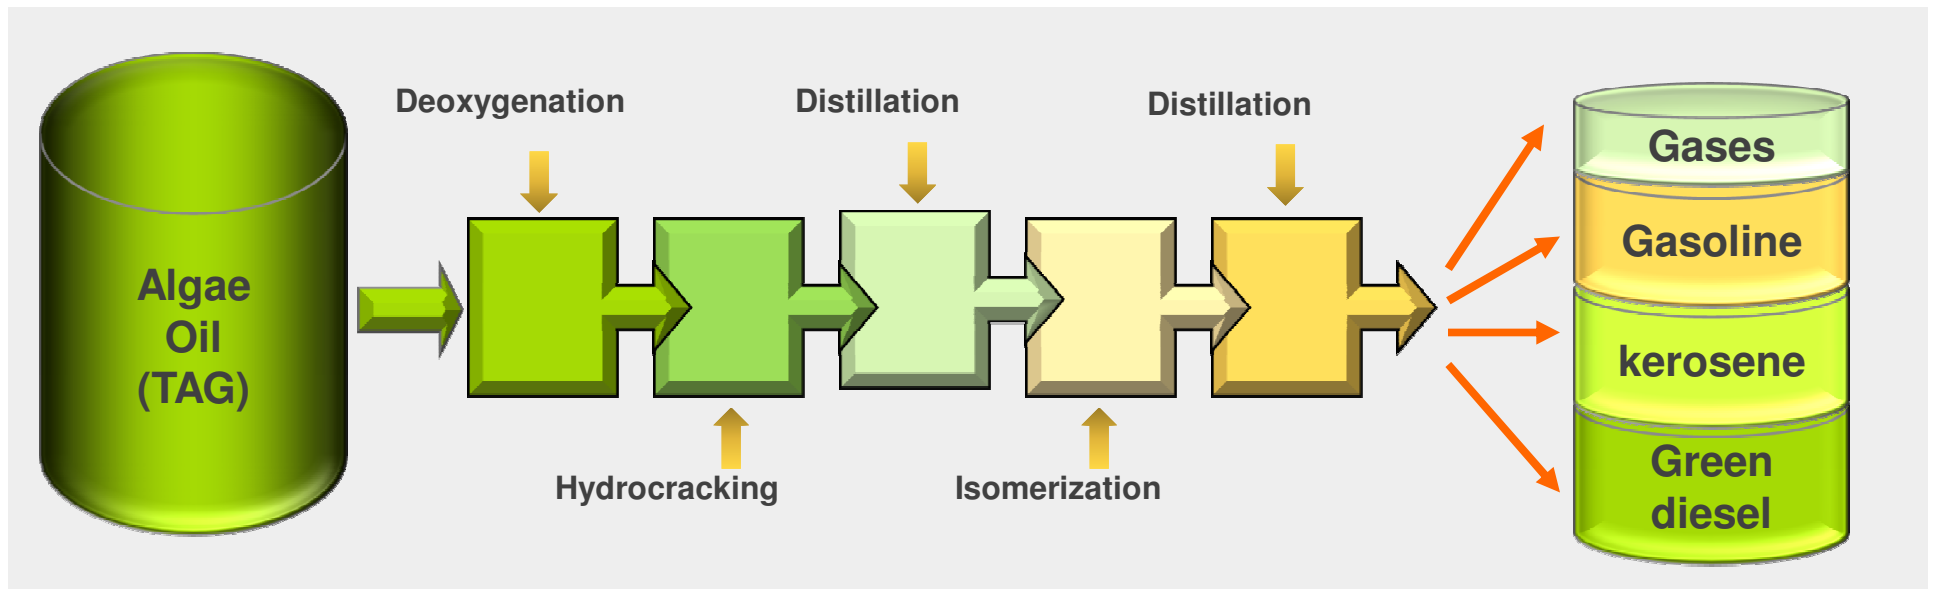 Deoxygenation
Distillation
Distillation
Algae
Oil
(TAG)
Hydrocracking
Isomerization
Gases
Gasoline
kerosene
Green
diesel